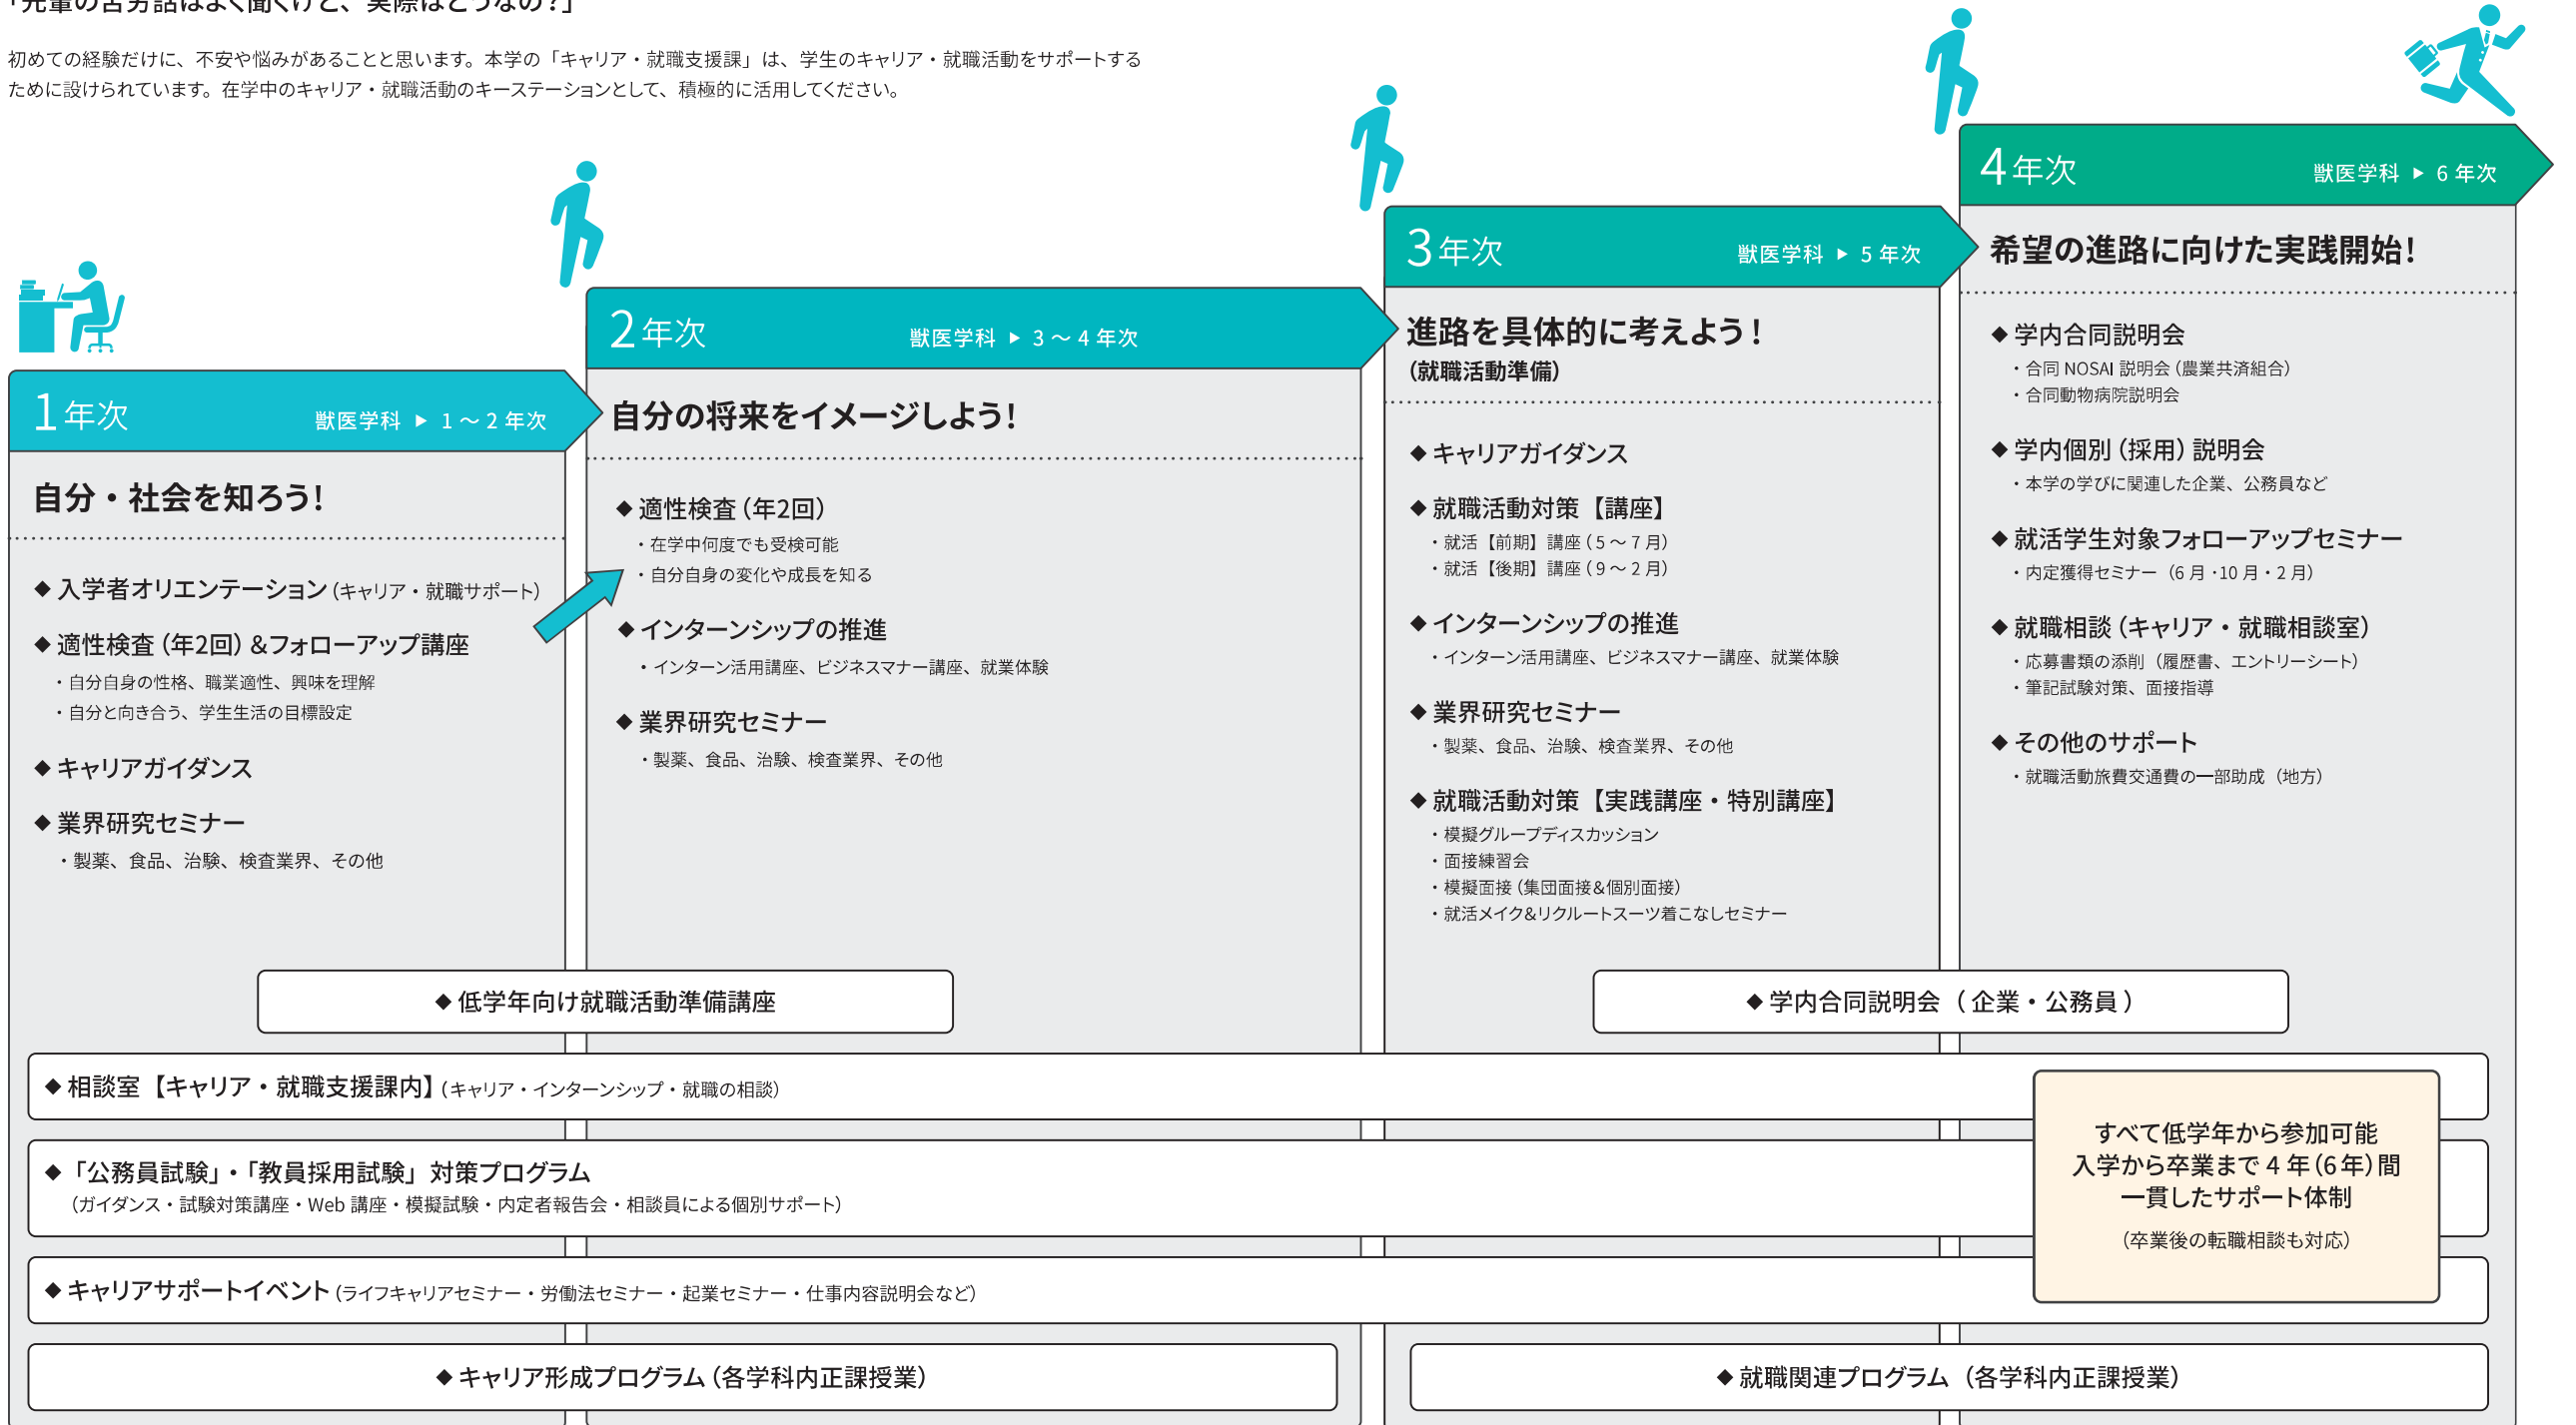 「先輩の苦労話はよく聞くけど、実際はどうなの？」
初めての経験だけに、不安や悩みがあることと思います。本学の「キャリア・就職支援課」は、学生のキャリア・就職活動をサポートする
ために設けられています。在学中のキャリア・就職活動のキーステーションとして、積極的に活用してください。
1年次 獣医学科 ▶ 1～2年次
自分・社会を知ろう！
◆入学者オリエンテーション（キャリア・就職サポート）
◆適性検査（年2回）＆フォローアップ講座
・自分自身の性格、職業適性、興味を理解
・自分と向き合う、学生生活の目標設定
◆キャリアガイダンス
◆業界研究セミナー
・製薬、食品、治験、検査業界、その他
2年次 獣医学科 ▶ 3～4年次
自分の将来をイメージしよう！
◆適性検査（年2回）
・在学中何度でも受検可能
・自分自身の変化や成長を知る
◆インターンシップの推進
・インターン活用講座、ビジネスマナー講座、就業体験
◆業界研究セミナー
・製薬、食品、治験、検査業界、その他
3年次 獣医学科 ▶ 5年次
進路を具体的に考えよう！
（就職活動準備）
◆キャリアガイダンス
◆就職活動対策【講座】
・就活【前期】講座（5～7月）
・就活【後期】講座（9～2月）
◆インターンシップの推進
・インターン活用講座、ビジネスマナー講座、就業体験
◆業界研究セミナー
・製薬、食品、治験、検査業界、その他
◆就職活動対策【実践講座・特別講座】
・模擬グループディスカッション
・面接練習会
・模擬面接（集団面接＆個別面接）
・就活メイク＆リクルートスーツ着こなしセミナー
4年次 獣医学科 ▶ 6年次
希望の進路に向けた実践開始！
◆学内合同説明会
・合同NOSAI説明会（農業共済組合）
・合同動物病院説明会
◆学内個別（採用）説明会
・本学の学びに関連した企業、公務員など
◆就活学生対象フォローアップセミナー
・内定獲得セミナー（6月・10月・2月）
◆就職相談（キャリア・就職相談室）
・応募書類の添削（履歴書、エントリーシート）
・筆記試験対策、面接指導
◆その他のサポート
・就職活動旅費交通費の一部助成（地方）
◆低学年向け就職活動準備講座
◆学内合同説明会（企業・公務員）
◆相談室【キャリア・就職支援課内】（キャリア・インターンシップ・就職の相談）
◆「公務員試験」・「教員採用試験」対策プログラム
（ガイダンス・試験対策講座・Web講座・模擬試験・内定者報告会・相談員による個別サポート）
◆キャリアサポートイベント（ライフキャリアセミナー・労働法セミナー・起業セミナー・仕事内容説明会など）
すべて低学年から参加可能
入学から卒業まで4年（6年）間
一貫したサポート体制
（卒業後の転職相談も対応）
◆キャリア形成プログラム（各学科内正課授業）
◆就職関連プログラム（各学科内正課授業）